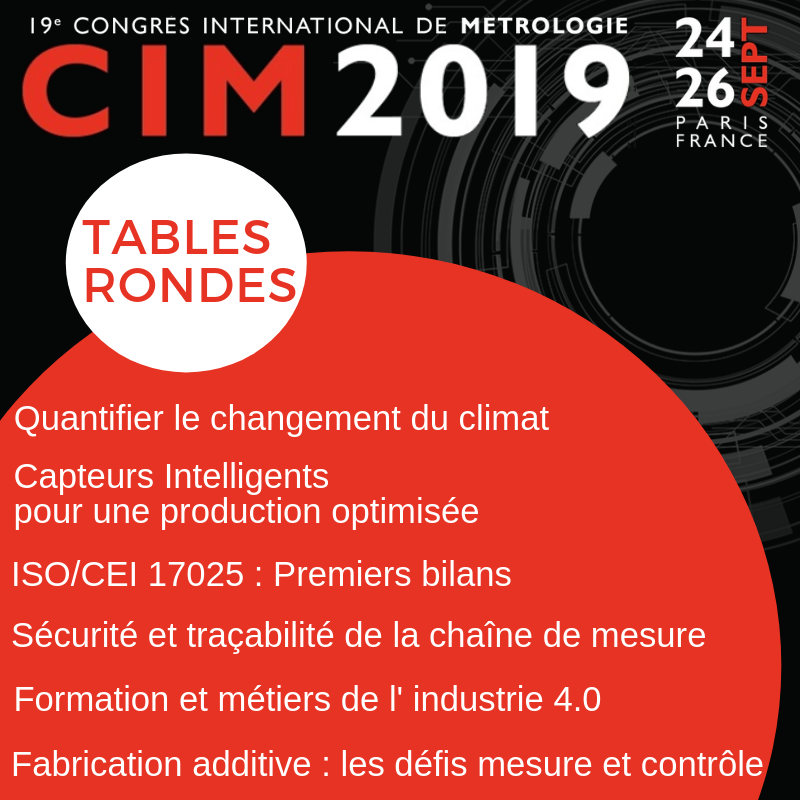 19e CONGRES INTERNATIONAL DE METROLOGIE
CIM 2019
24
26
SEPT
PARIS
FRANCE
TABLES
RONDES
Quantifier le changement du climat
Capteurs Intelligents
pour une production optimisée
ISO/CEI 17025 : Premiers bilans
Sécurité et traçabilité de la chaîne de mesure
Formation et métiers de l' industrie 4.0
Fabrication additive : les défis mesure et contrôle